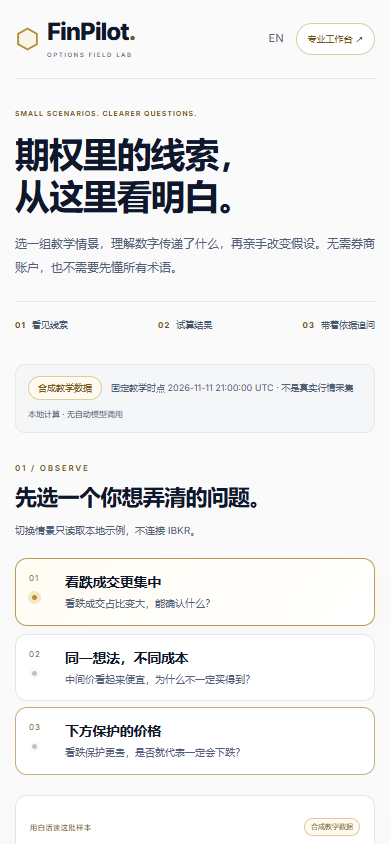 FinPilot.
OPTIONS FIELD LAB
EN
专业工作台 ↗
SMALL SCENARIOS. CLEARER QUESTIONS.
期权里的线索，
从这里看明白。
选一组教学情景，理解数字传递了什么，再亲手改变假设。无需券商
账户，也不需要先懂所有术语。
01 看见线索
02 试算结果
03 带着依据追问
合成教学数据
固定教学时点 2026-11-11 21:00:00 UTC · 不是真实行情采集
本地计算 · 无自动模型调用
01 / OBSERVE
先选一个你想弄清的问题。
切换情景只读取本地示例，不连接 IBKR。
01
看跌成交更集中
看跌成交占比变大，能确认什么？
02
同一想法，不同成本
中间价看起来便宜，为什么不一定买得到？
03
下方保护的价格
看跌保护更贵，是否就代表一定会下跌？
用白话读这批样本
合成教学数据